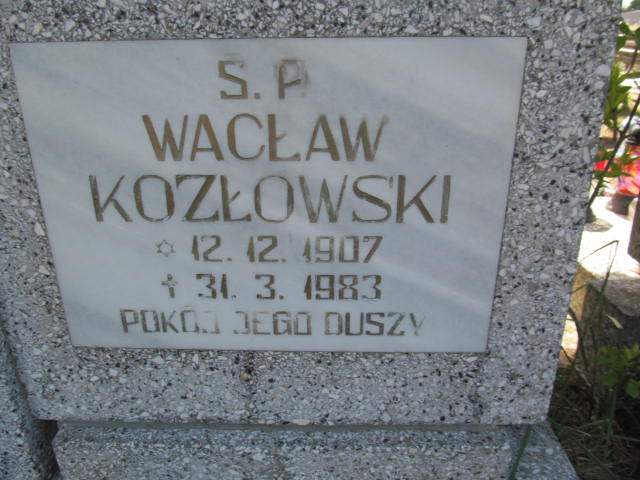 Ś. P.
WACŁAW
KOZŁOWSKI
✡ 12. 12. 1907
✝ 31. 3. 1983
POKÓJ JEGO DUSZY